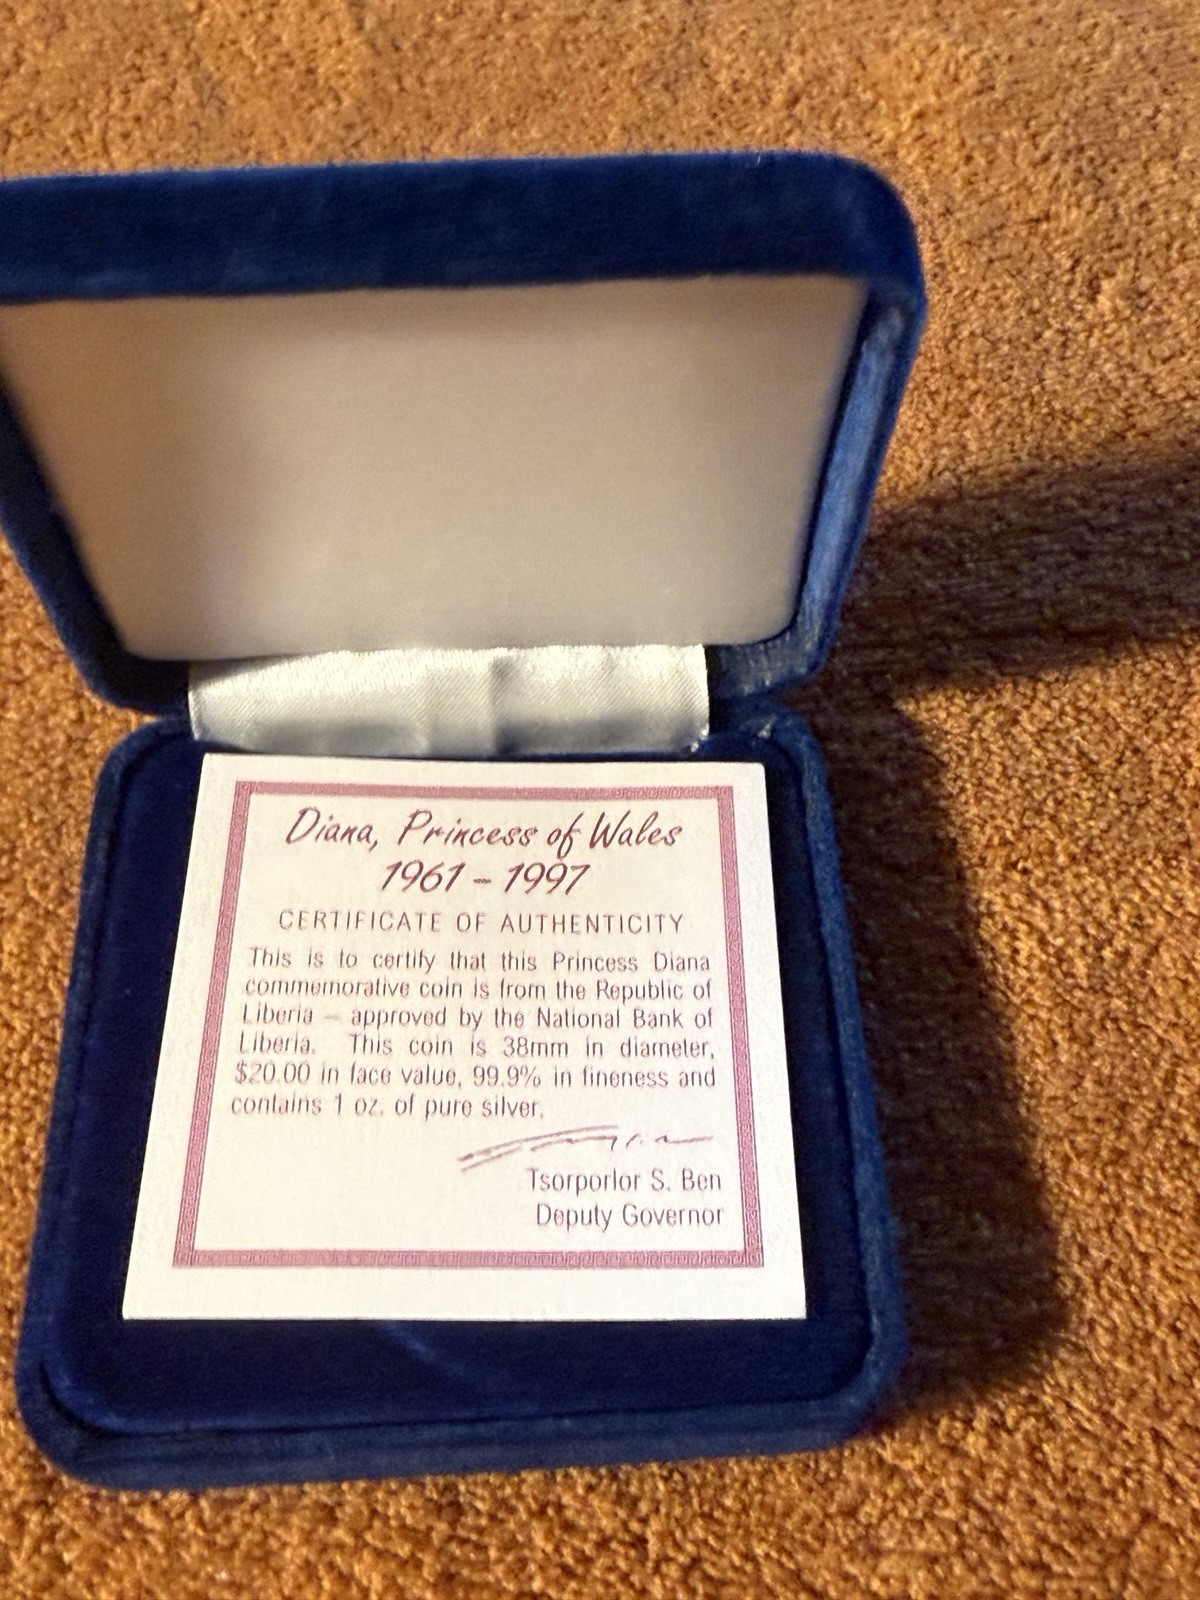 Diana, Princess of Wales
1961 – 1997
CERTIFICATE OF AUTHENTICITY
This is to certify that this Princess Diana
commemorative coin is from the Republic of
Liberia – approved by the National Bank of
Liberia. This coin is 38mm in diameter,
$20.00 in face value, 99.9% in fineness and
contains 1 oz. of pure silver.
Tsorporlor S. Ben
Deputy Governor